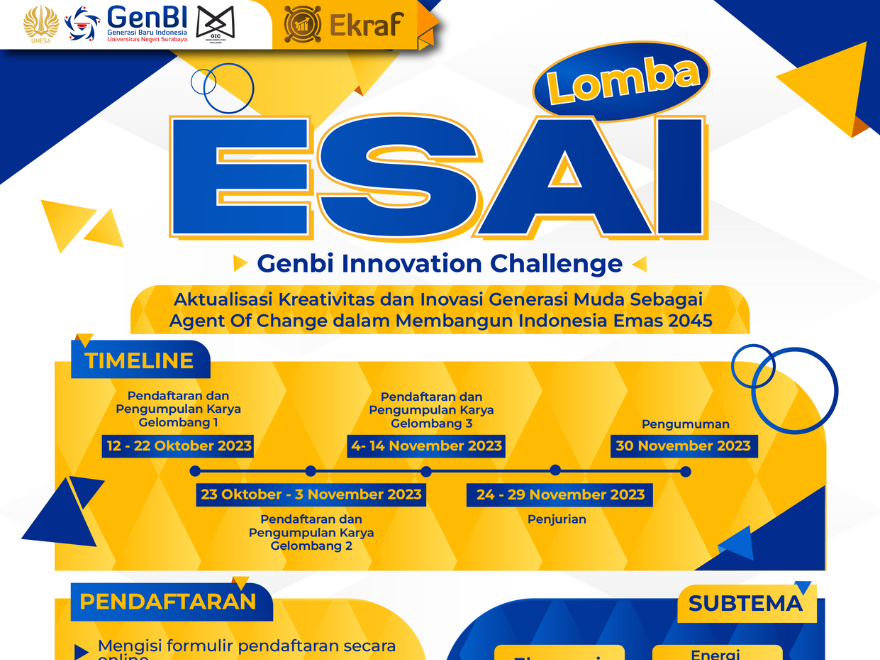 UNESA
GenBI
Generasi Baru Indonesia
Universitas Negeri Surabaya
GIC
Ekraf
Lomba
ESAI
Genbi Innovation Challenge
Aktualisasi Kreativitas dan Inovasi Generasi Muda Sebagai
Agent Of Change dalam Membangun Indonesia Emas 2045
TIMELINE
Pendaftaran dan
Pengumpulan Karya
Gelombang 1
12 - 22 Oktober 2023
23 Oktober - 3 November 2023
Pendaftaran dan
Pengumpulan Karya
Gelombang 2
Pendaftaran dan
Pengumpulan Karya
Gelombang 3
4- 14 November 2023
24 - 29 November 2023
Penjurian
Pengumuman
30 November 2023
PENDAFTARAN
Mengisi formulir pendaftaran secara
online
SUBTEMA
Ekonomi
Energi